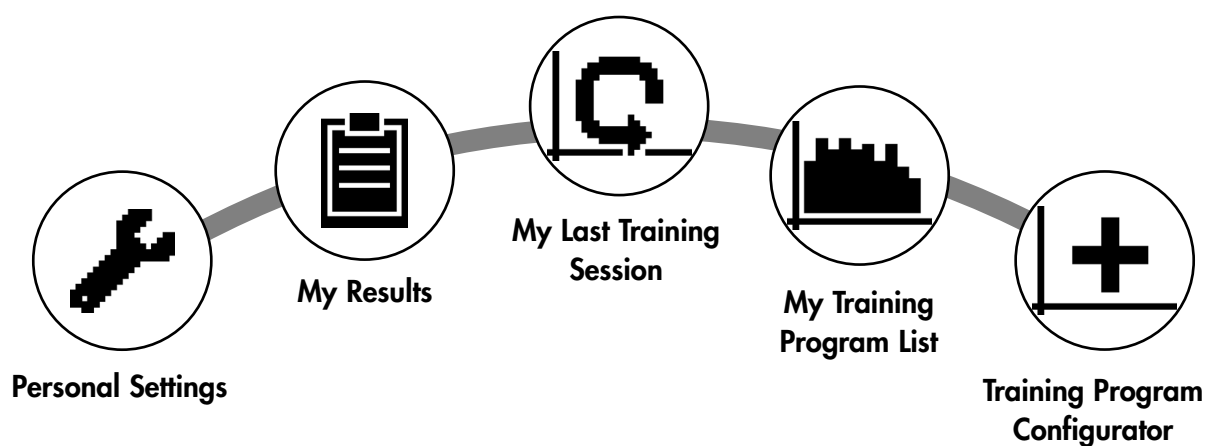 Personal Settings
My Results
My Last Training
Session
My Training
Program List
Training Program
Configurator